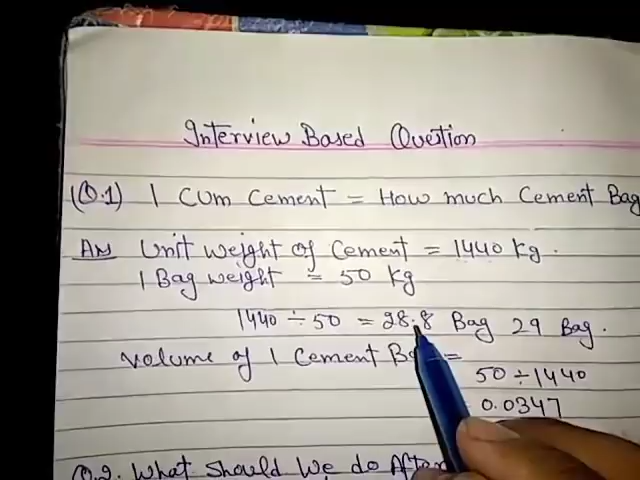 Interview Based Question
(Q.1) 1 CUM Cement = How much Cement Bag
Ans Unit weight of Cement = 1440 Kg.
1 Bag weight = 50 Kg
1440 ÷ 50 = 28.8 Bag 29 Bag.
Volume of 1 Cement =
50 ÷ 1440
0.0347
Q.2. What should we do After